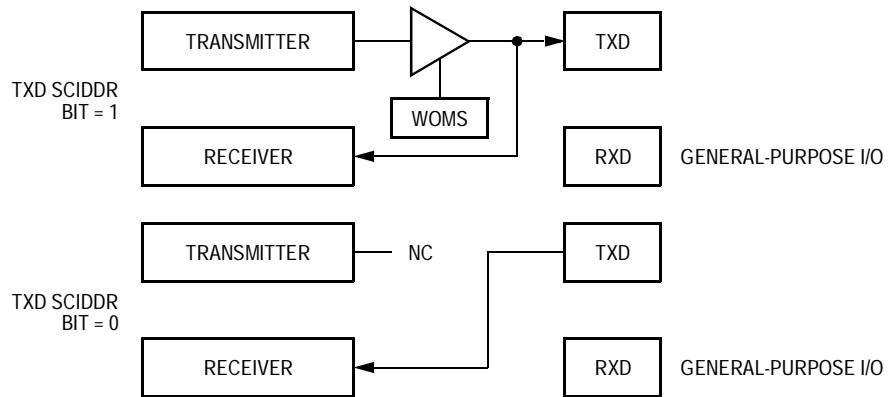 TRANSMITTER
TXD
TXD SCIDDR
BIT = 1
WOMS
RECEIVER
RXD
GENERAL-PURPOSE I/O
TRANSMITTER
NC
TXD
TXD SCIDDR
BIT = 0
RECEIVER
RXD
GENERAL-PURPOSE I/O